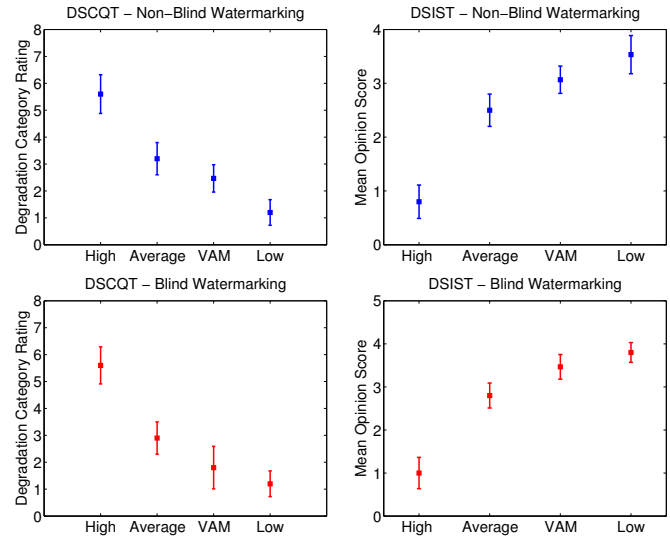 DSCQT − Non−Blind Watermarking
Degradation Category Rating
8
7
6
5
4
3
2
1
0
High Average VAM Low
DSIST − Non−Blind Watermarking
Mean Opinion Score
4
3
2
1
0
High Average VAM Low
DSCQT − Blind Watermarking
Degradation Category Rating
8
7
6
5
4
3
2
1
0
High Average VAM Low
DSIST − Blind Watermarking
Mean Opinion Score
5
4
3
2
1
0
High Average VAM Low